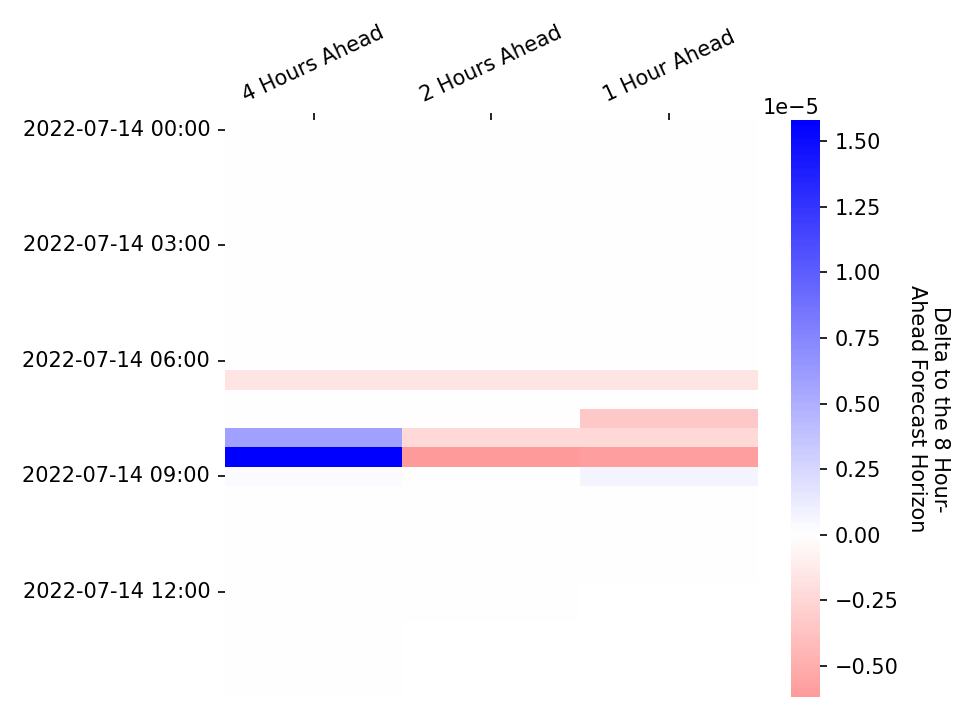 4 Hours Ahead
2 Hours Ahead
1 Hour Ahead
1e−5
2022-07-14 00:00
2022-07-14 03:00
2022-07-14 06:00
2022-07-14 09:00
2022-07-14 12:00
1.50
1.25
1.00
0.75
0.50
0.25
0.00
−0.25
−0.50
Delta to the 8 Hour-
Ahead Forecast Horizon